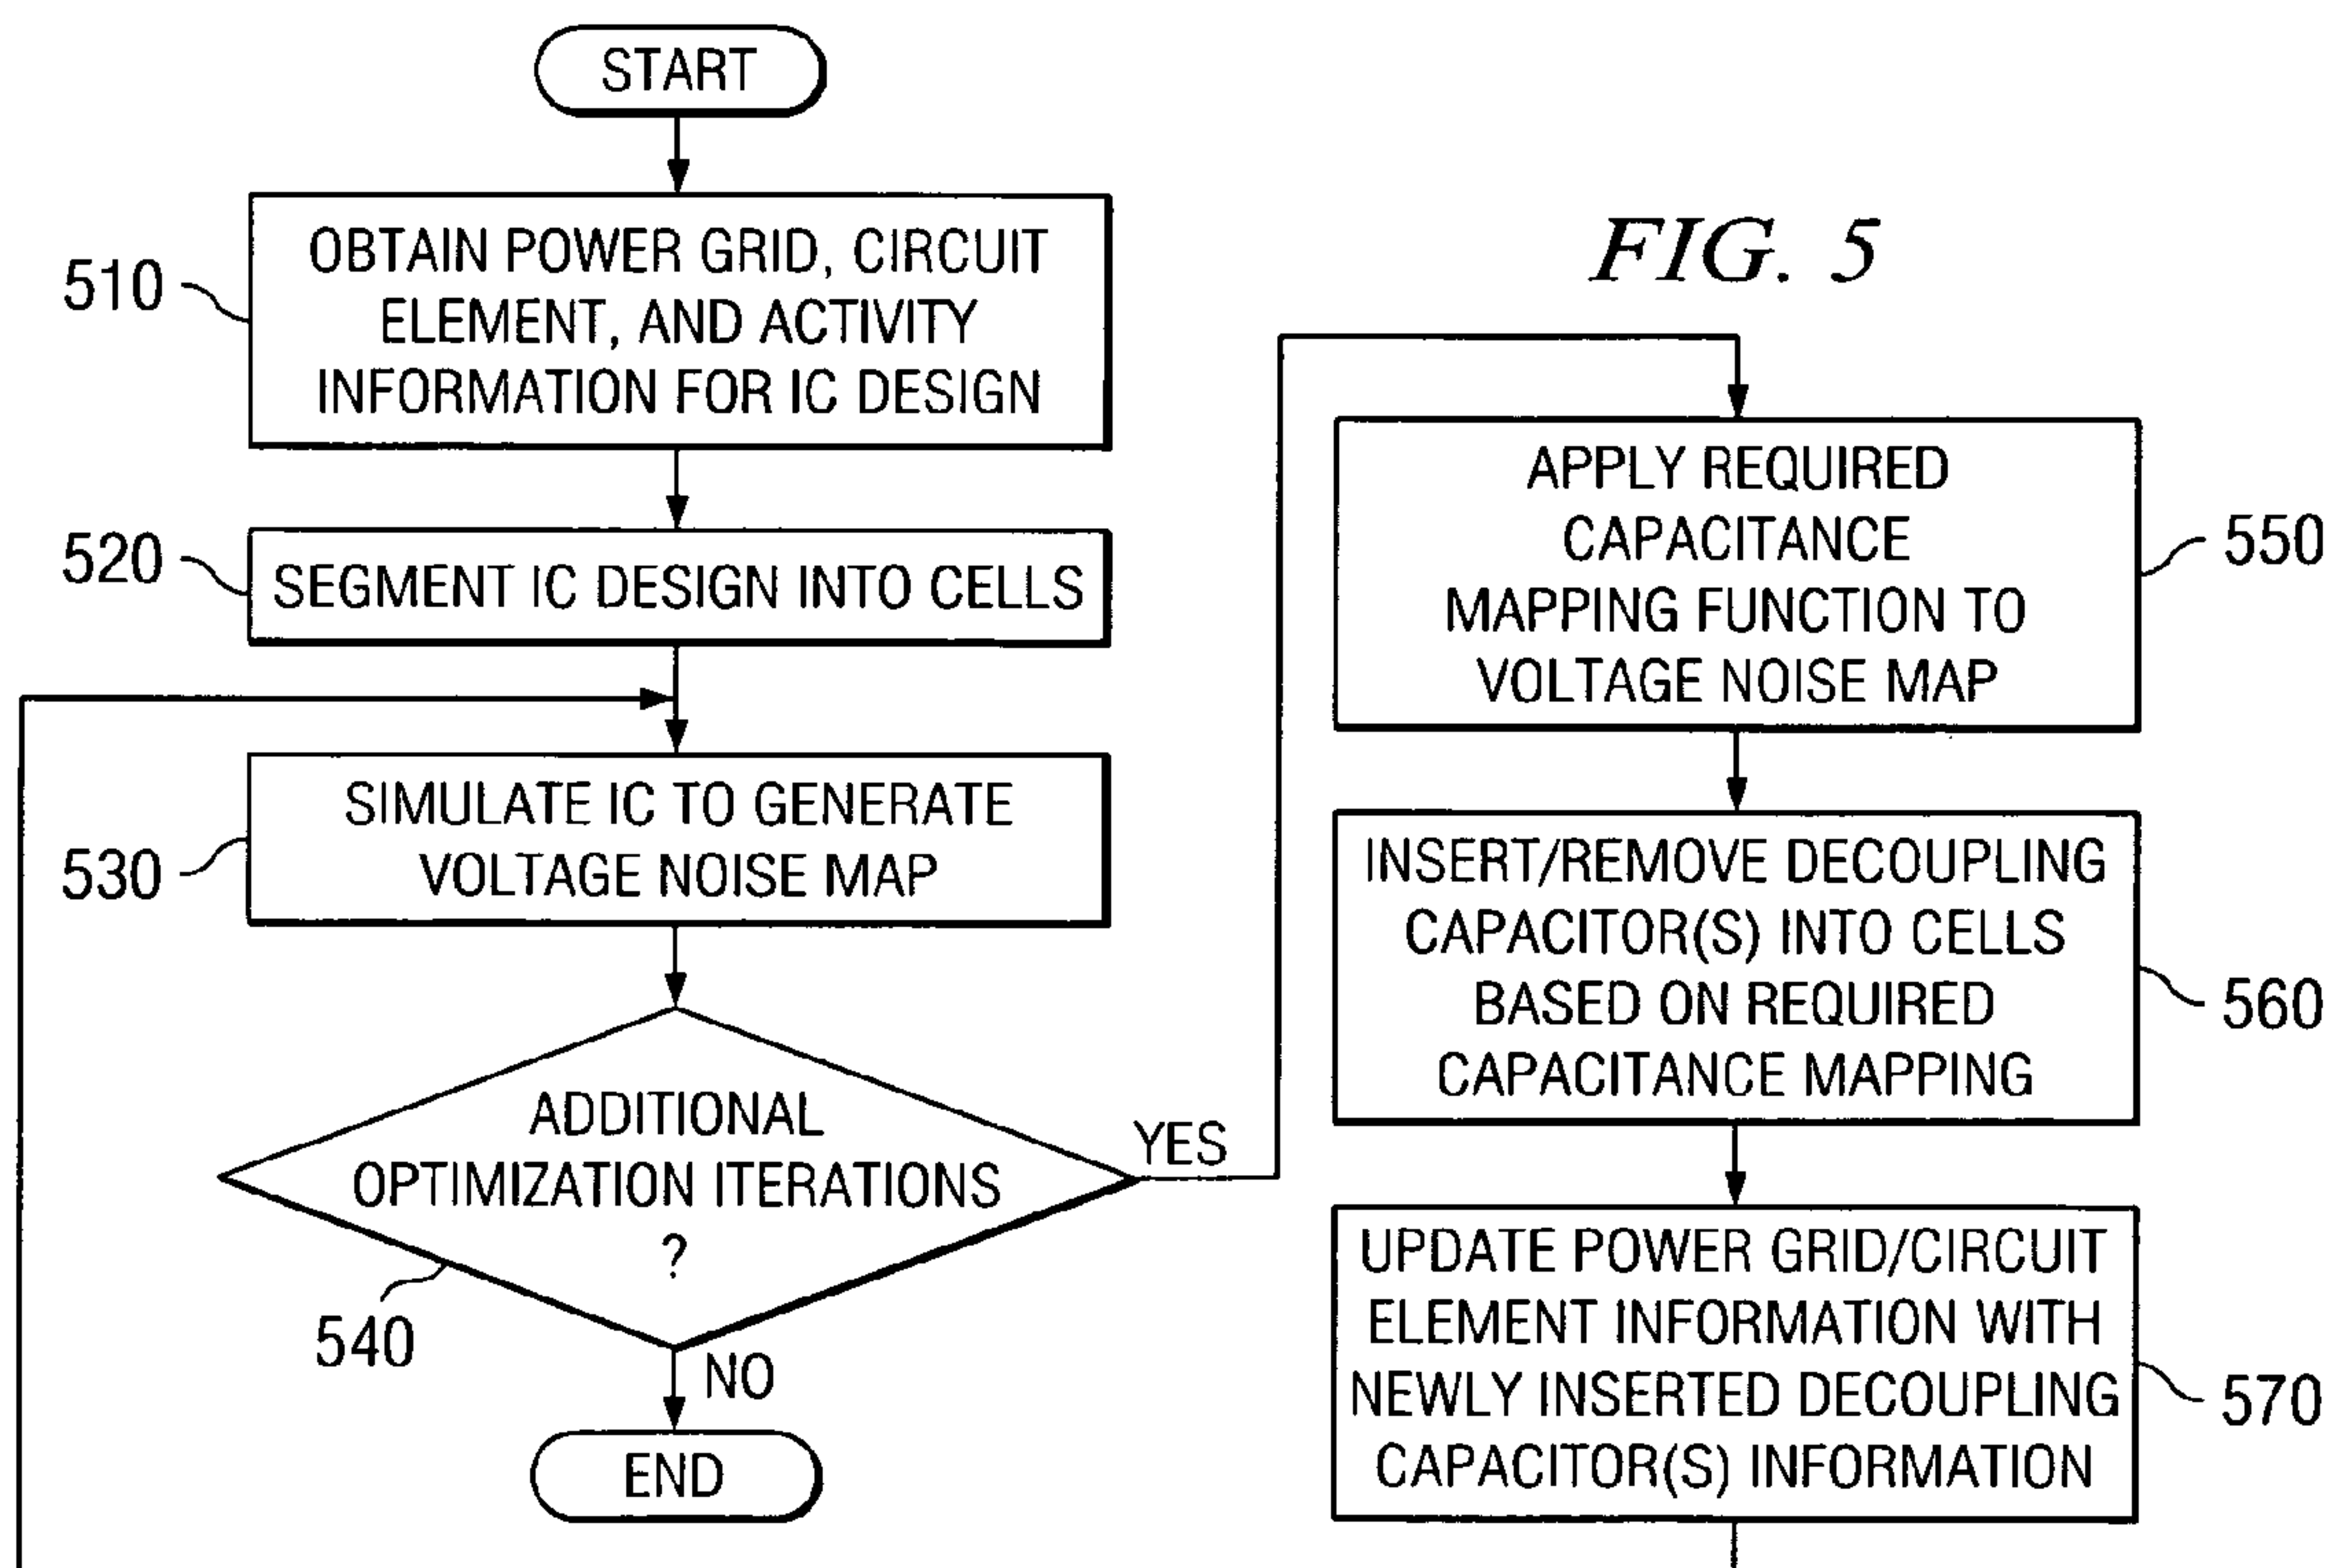 START
510
OBTAIN POWER GRID, CIRCUIT
ELEMENT, AND ACTIVITY
INFORMATION FOR IC DESIGN
520
SEGMENT IC DESIGN INTO CELLS
530
SIMULATE IC TO GENERATE
VOLTAGE NOISE MAP
ADDITIONAL
OPTIMIZATION ITERATIONS
?
540
YES
NO
END
FIG. 5
APPLY REQUIRED
CAPACITANCE
MAPPING FUNCTION TO
VOLTAGE NOISE MAP
550
INSERT/REMOVE DECOUPLING
CAPACITOR(S) INTO CELLS
BASED ON REQUIRED
CAPACITANCE MAPPING
560
UPDATE POWER GRID/CIRCUIT
ELEMENT INFORMATION WITH
NEWLY INSERTED DECOUPLING
CAPACITOR(S) INFORMATION
570